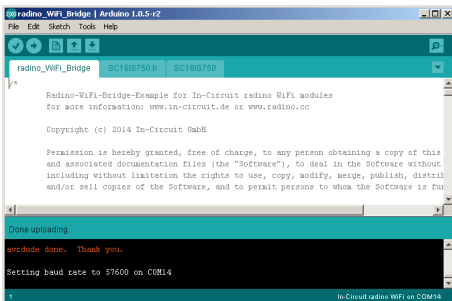 radino_WiFi_Bridge | Arduino 1.0.5-r2
File Edit Sketch Tools Help
radino_WiFi_Bridge SC16IS750.h SC16IS750
/*
Radino-WiFi-Bridge-Example for In-Circuit radino WiFi modules
for more information: www.in-circuit.de or www.radino.cc
Copyright (c) 2014 In-Circuit GmbH
Permission is hereby granted, free of charge, to any person obtaining a copy of this
and associated documentation files (the "Software"), to deal in the Software without
including without limitation the rights to use, copy, modify, merge, publish, distrib
and/or sell copies of the Software, and to permit persons to whom the Software is fur
Done uploading.
avrdude done.  Thank you.
Setting baud rate to 57600 on COM14
1 In-Circuit radino WiFi on COM14